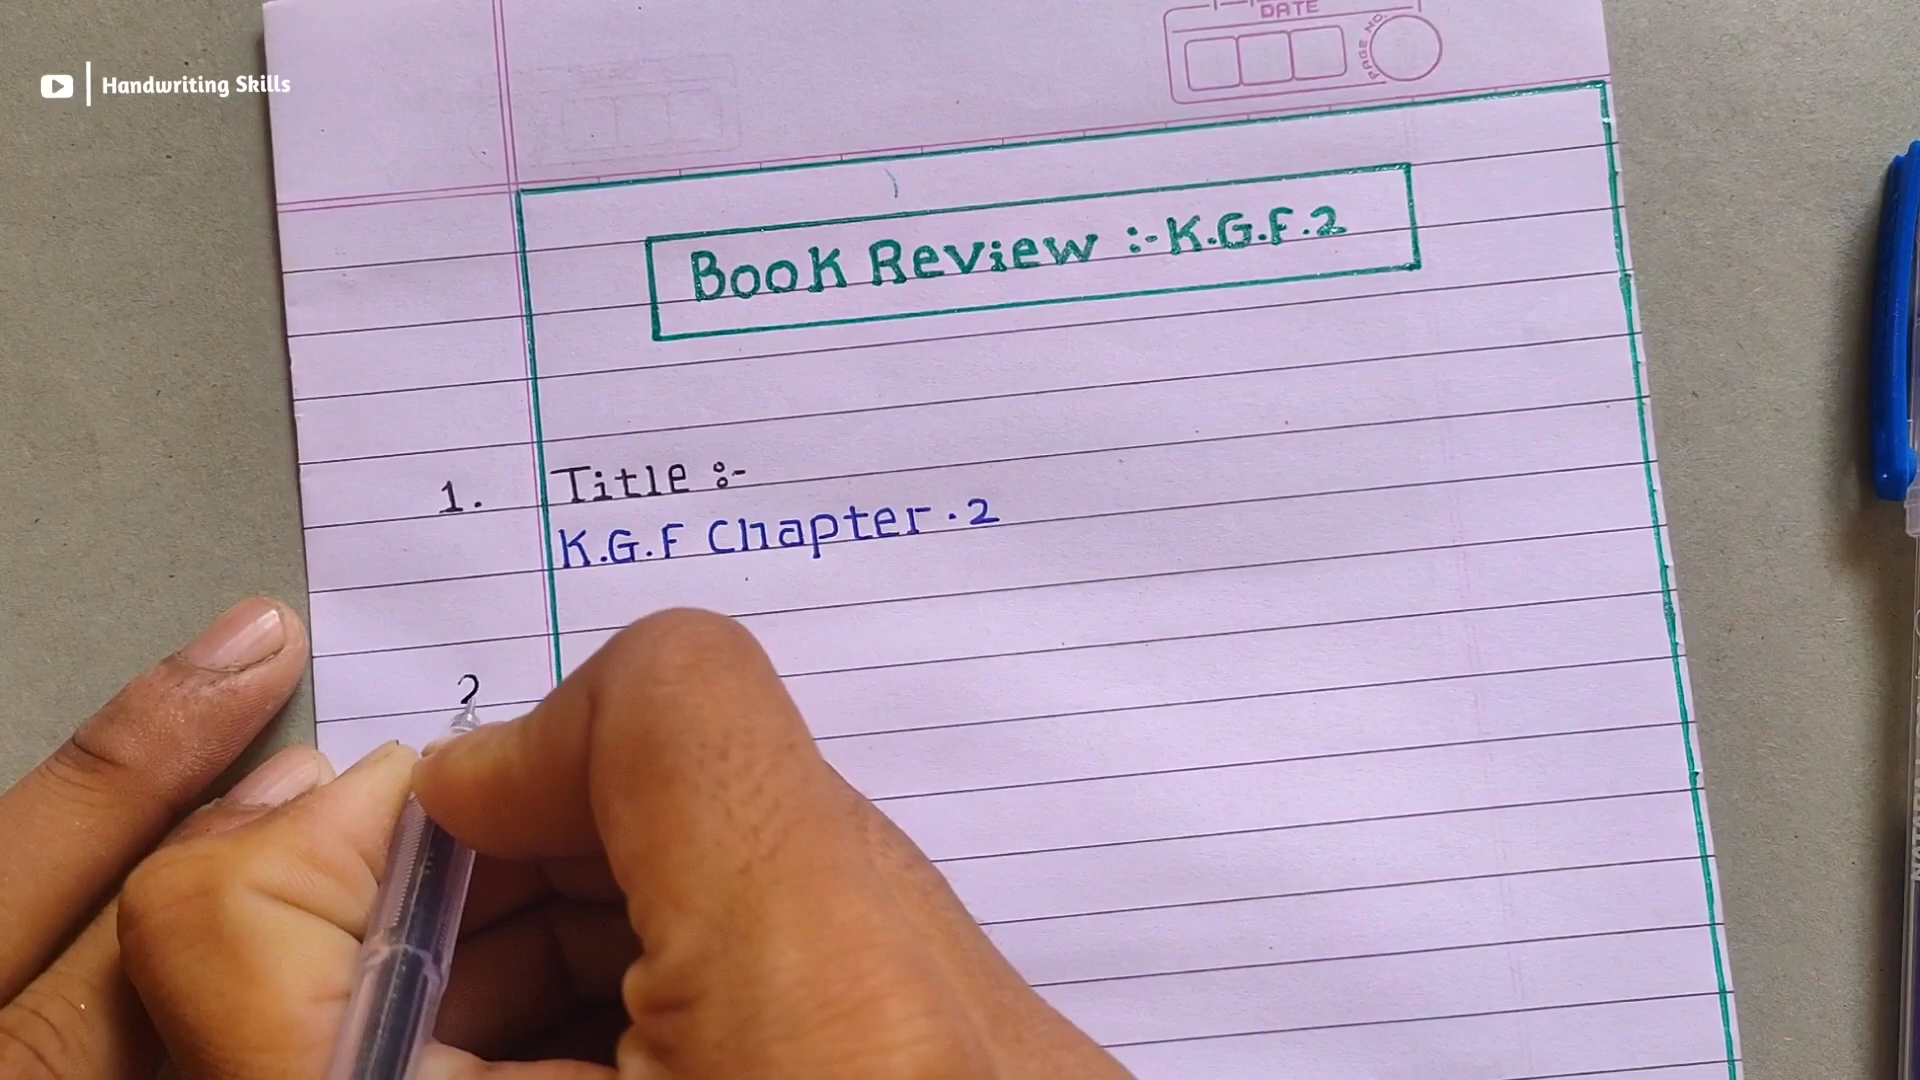 Handwriting Skills
DATE
PAGE NO.
Book Review :- K.G.F.2
1. Title :-
K.G.F Chapter . 2
2